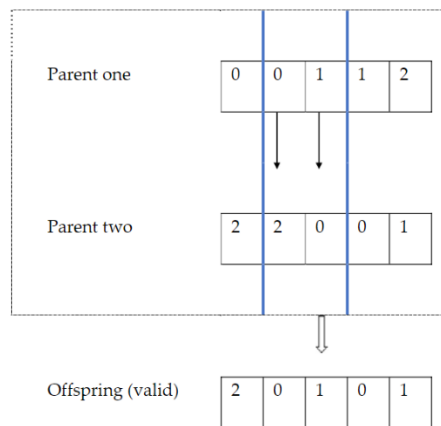 Parent one 0 0 1 1 2
Parent two 2 2 0 0 1
Offspring (valid) 2 0 1 0 1